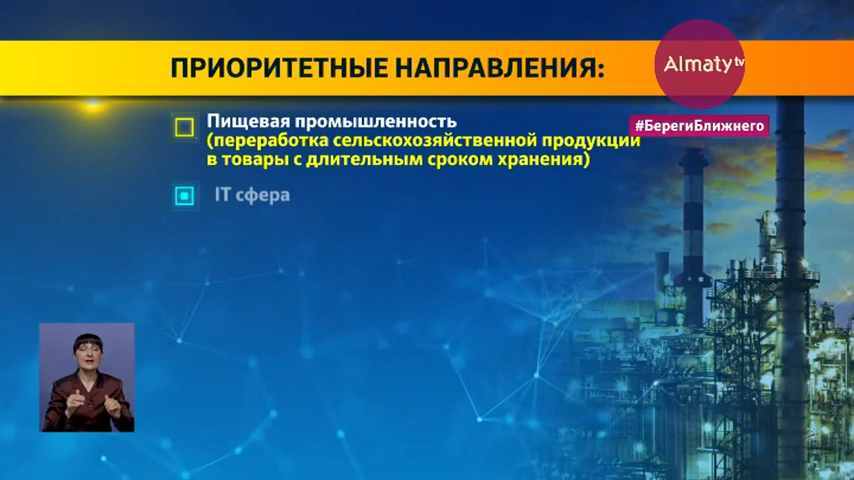 ПРИОРИТЕТНЫЕ НАПРАВЛЕНИЯ:
Almaty tv
#БерегиБлижнего
Пищевая промышленность
(переработка сельскохозяйственной продукции
в товары с длительным сроком хранения)
IT сфера